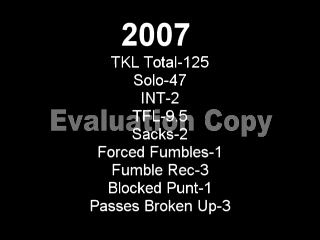 2007
TKL Total-125
Solo-47
INT-2
TFL-9.5
Evaluation Copy
Sacks-2
Forced Fumbles-1
Fumble Rec-3
Blocked Punt-1
Passes Broken Up-3